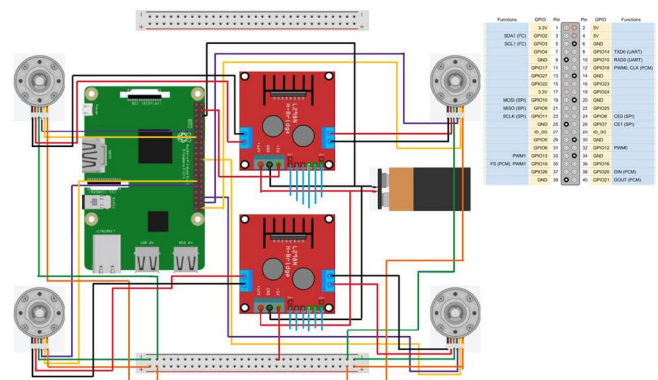 Functions GPIO Pin Pin GPIO Functions
3.3V 1 2 5V
SDA1 (I²C) GPIO2 3 4 5V
SCL1 (I²C) GPIO3 5 6 GND
GPIO4 7 8 GPIO14 TXD0 (UART)
GND 9 10 GPIO15 RXD0 (UART)
GPIO17 11 12 GPIO18 PWM0, CLK (PCM)
GPIO27 13 14 GND
GPIO22 15 16 GPIO23
3.3V 17 18 GPIO24
MOSI (SPI) GPIO10 19 20 GND
MISO (SPI) GPIO9 21 22 GPIO25
SCLK (SPI) GPIO11 23 24 GPIO8 CE0 (SPI)
GND 25 26 GPIO7 CE1 (SPI)
ID_SD 27 28 ID_SC
GPIO5 29 30 GND
GPIO6 31 32 GPIO12 PWM0
PWM1 GPIO13 33 34 GND
FS (PCM), PWM1 GPIO19 35 36 GPIO16
GPIO26 37 38 GPIO20 DIN (PCM)
GND 39 40 GPIO21 DOUT (PCM)
L298N
H-Bridge
+12V
GND
+5V
L298N
H-Bridge
+12V
GND
+5V